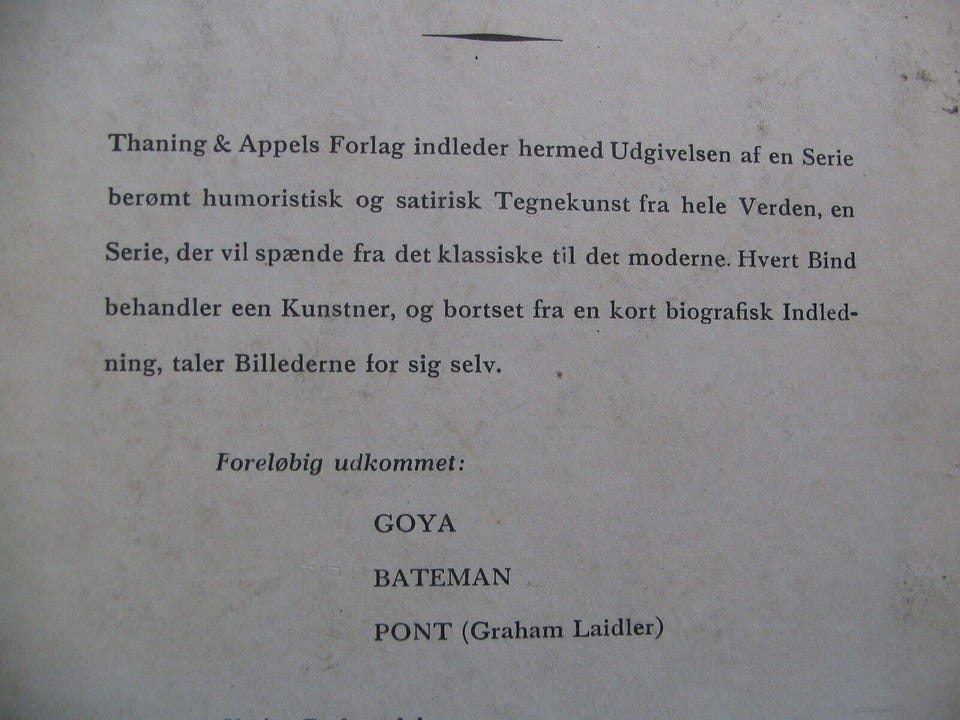 Thaning & Appels Forlag indleder hermed Udgivelsen af en Serie
berømt humoristisk og satirisk Tegnekunst fra hele Verden, en
Serie, der vil spænde fra det klassiske til det moderne. Hvert Bind
behandler een Kunstner, og bortset fra en kort biografisk Indled-
ning, taler Billederne for sig selv.
Foreløbig udkommet:
GOYA
BATEMAN
PONT (Graham Laidler)